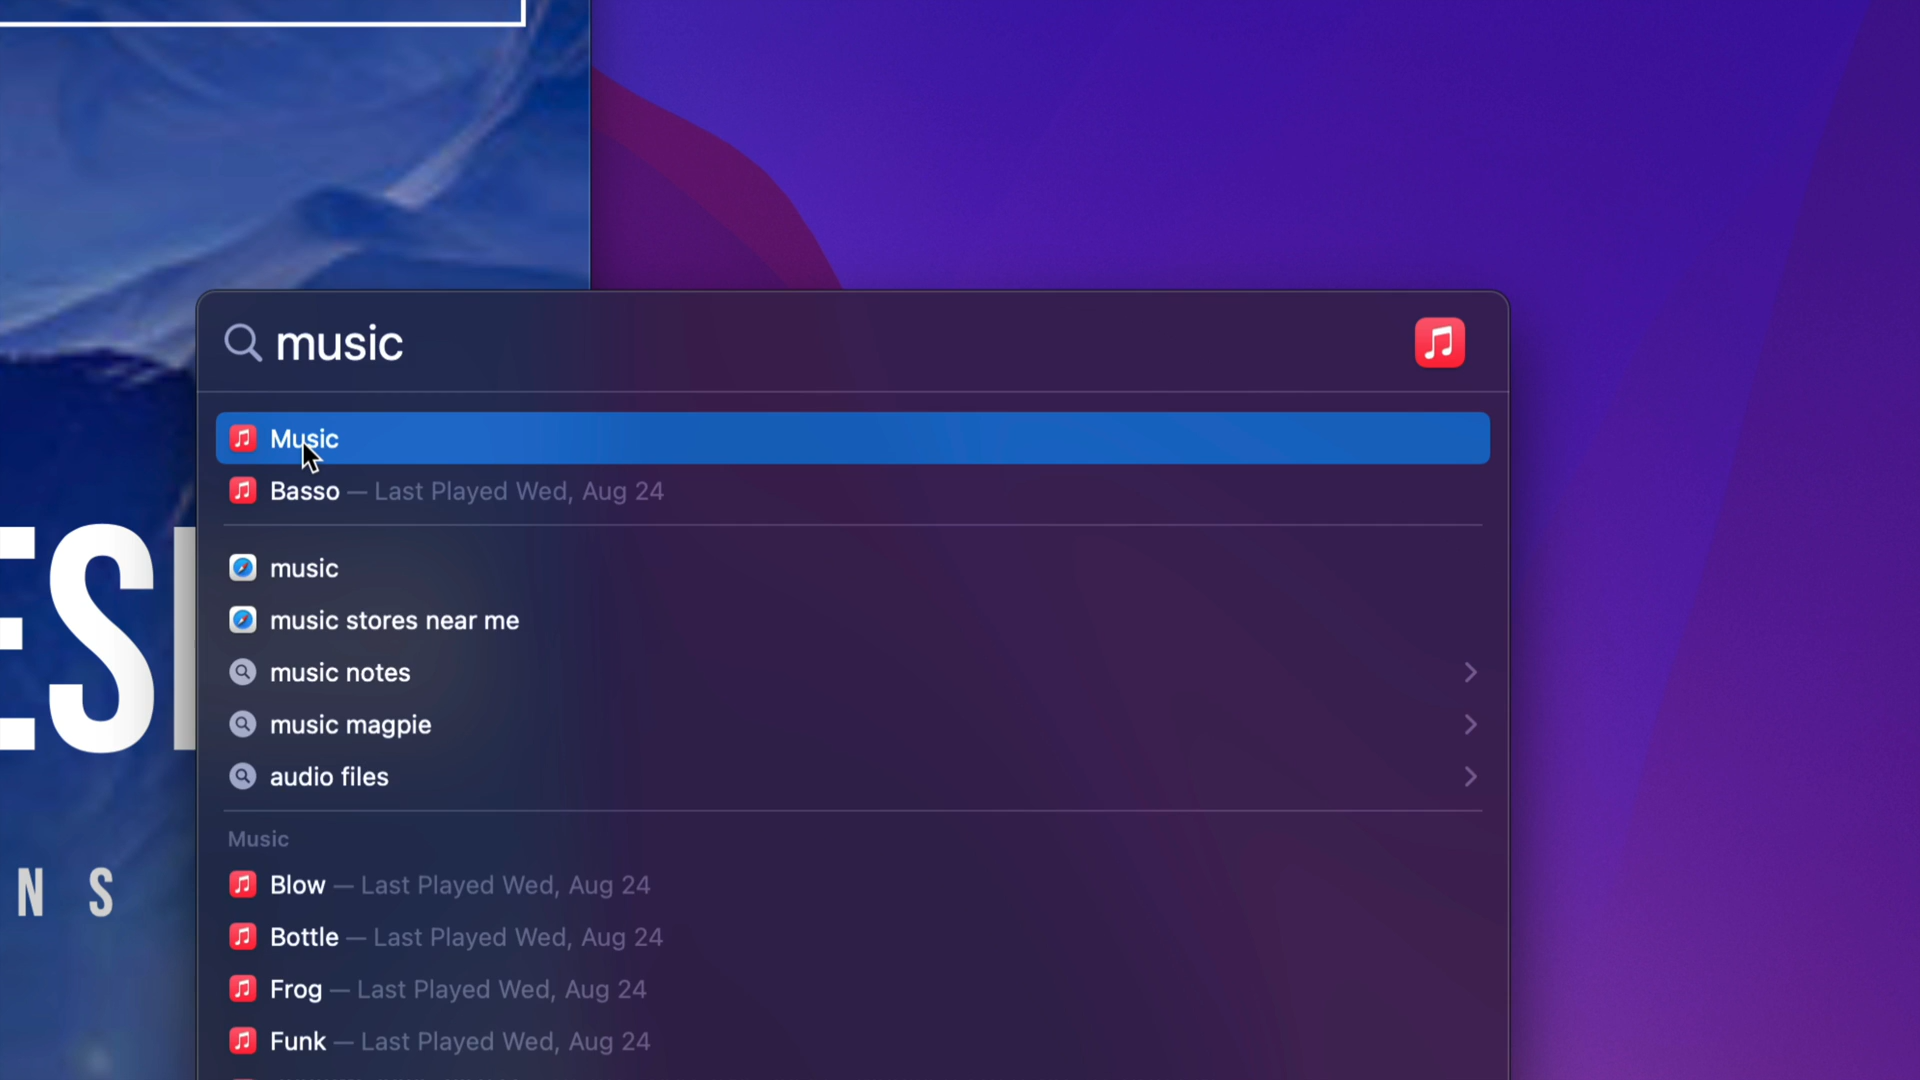 music
Music
Basso — Last Played Wed, Aug 24
music
music stores near me
music notes
music magpie
audio files
Music
Blow — Last Played Wed, Aug 24
Bottle — Last Played Wed, Aug 24
Frog — Last Played Wed, Aug 24
Funk — Last Played Wed, Aug 24
ES
N S